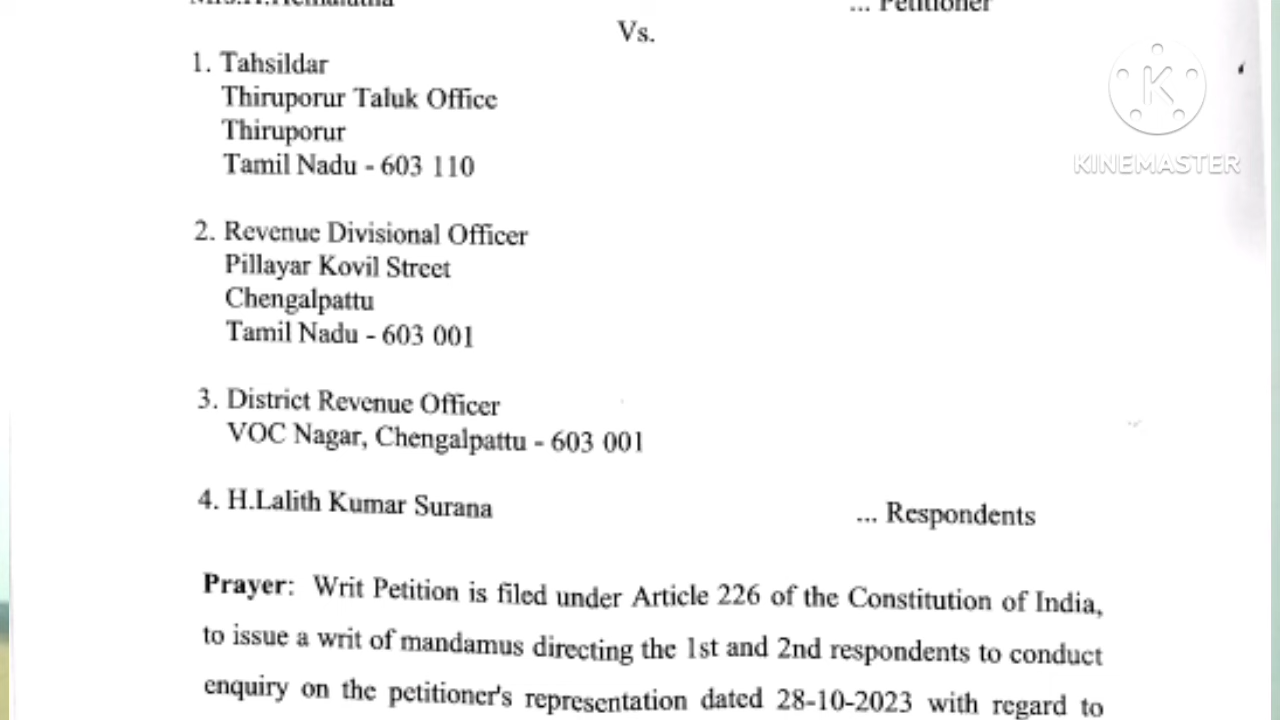 ... Petitioner
Vs.
1. Tahsildar
Thiruporur Taluk Office
Thiruporur
Tamil Nadu - 603 110
2. Revenue Divisional Officer
Pillayar Kovil Street
Chengalpattu
Tamil Nadu - 603 001
3. District Revenue Officer
VOC Nagar, Chengalpattu - 603 001
4. H.Lalith Kumar Surana
... Respondents
Prayer: Writ Petition is filed under Article 226 of the Constitution of India,
to issue a writ of mandamus directing the 1st and 2nd respondents to conduct
enquiry on the petitioner's representation dated 28-10-2023 with regard to
K
KINEMASTER